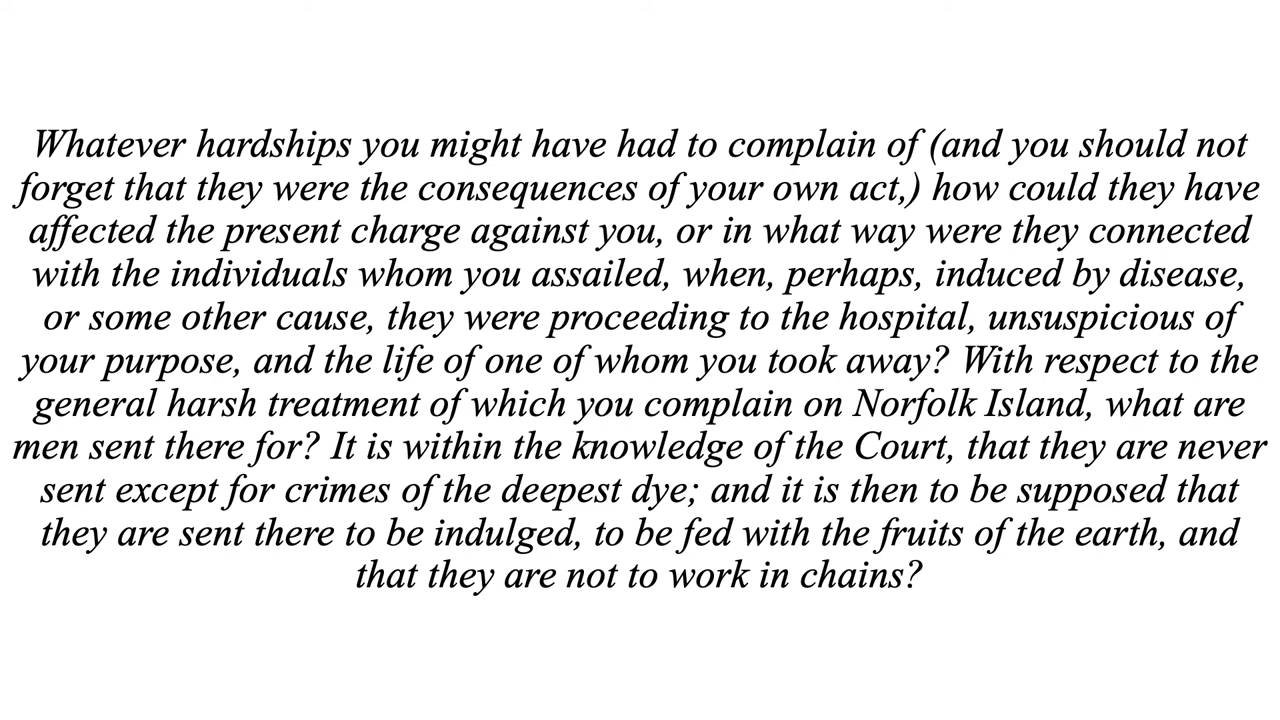 Whatever hardships you might have had to complain of (and you should not
forget that they were the consequences of your own act,) how could they have
affected the present charge against you, or in what way were they connected
with the individuals whom you assailed, when, perhaps, induced by disease,
or some other cause, they were proceeding to the hospital, unsuspicious of
your purpose, and the life of one of whom you took away? With respect to the
general harsh treatment of which you complain on Norfolk Island, what are
men sent there for? It is within the knowledge of the Court, that they are never
sent except for crimes of the deepest dye; and it is then to be supposed that
they are sent there to be indulged, to be fed with the fruits of the earth, and
that they are not to work in chains?